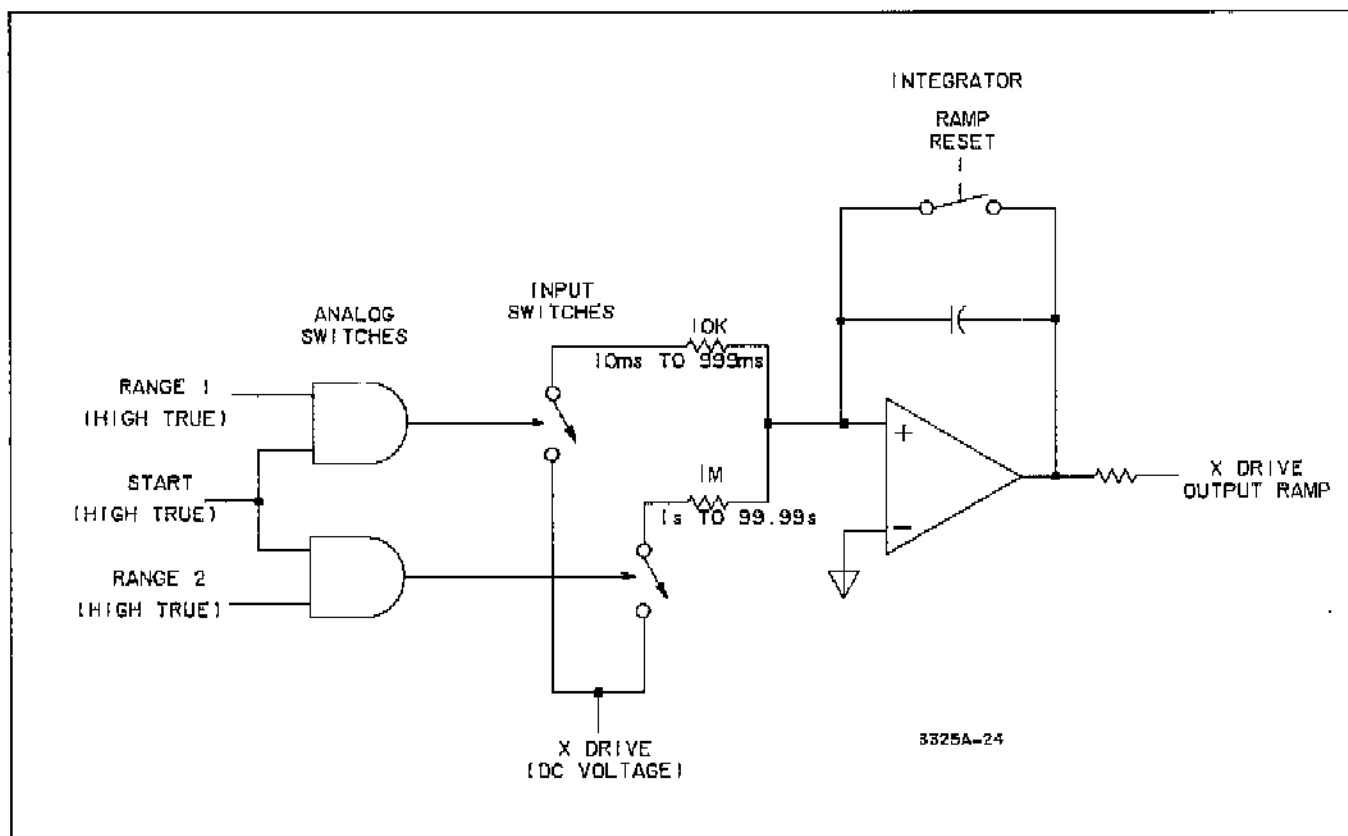 INTEGRATOR
RAMP
RESET
INPUT
SWITCHES
ANALOG
SWITCHES
10K
10ms TO 999ms
RANGE 1
(HIGH TRUE)
+
START
(HIGH TRUE)
1M
1s TO 99.99s
X DRIVE
OUTPUT RAMP
-
RANGE 2
(HIGH TRUE)
X DRIVE
(DC VOLTAGE)
3325A-24